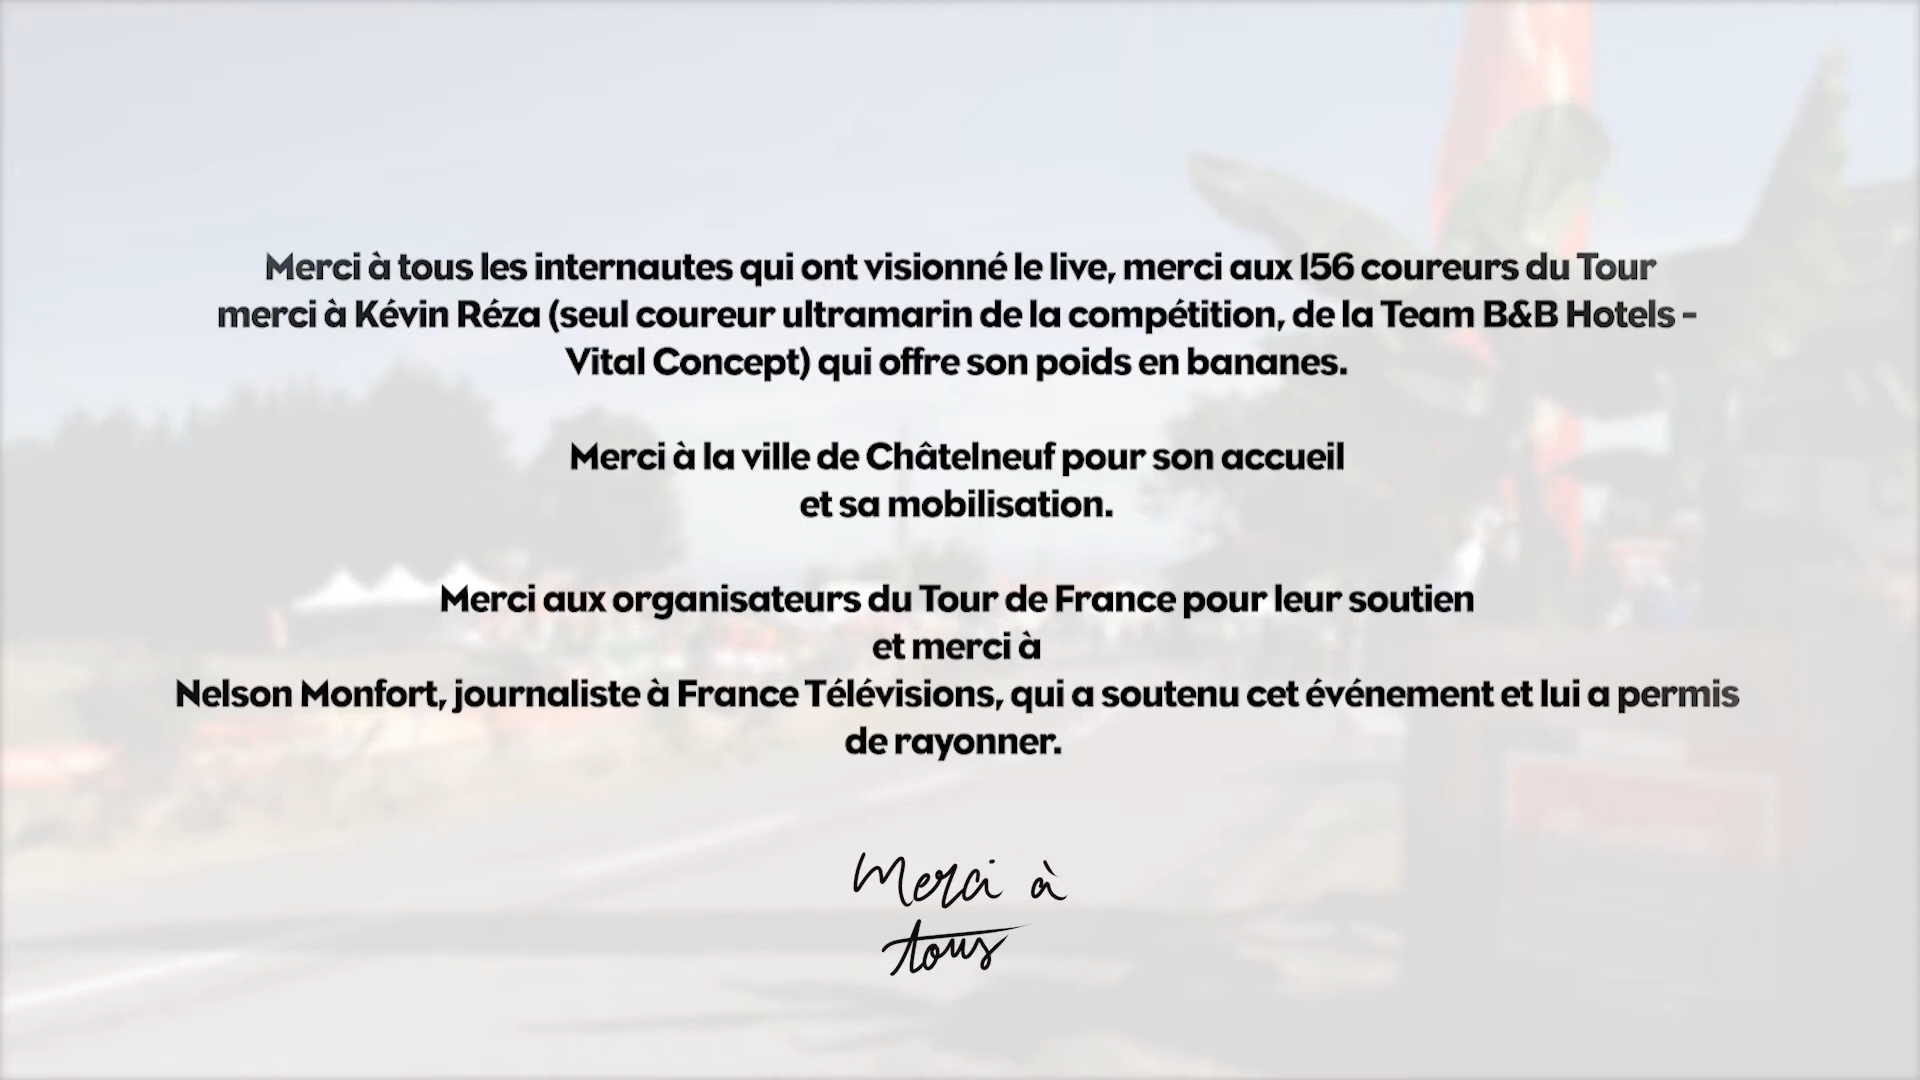 Merci à tous les internautes qui ont visionné le live, merci aux 156 coureurs du Tour
merci à Kévin Réza (seul coureur ultramarin de la compétition, de la Team B&B Hotels -
Vital Concept) qui offre son poids en bananes.
Merci à la ville de Châtelneuf pour son accueil
et sa mobilisation.
Merci aux organisateurs du Tour de France pour leur soutien
et merci à
Nelson Monfort, journaliste à France Télévisions, qui a soutenu cet événement et lui a permis
de rayonner.
Merci à
tous